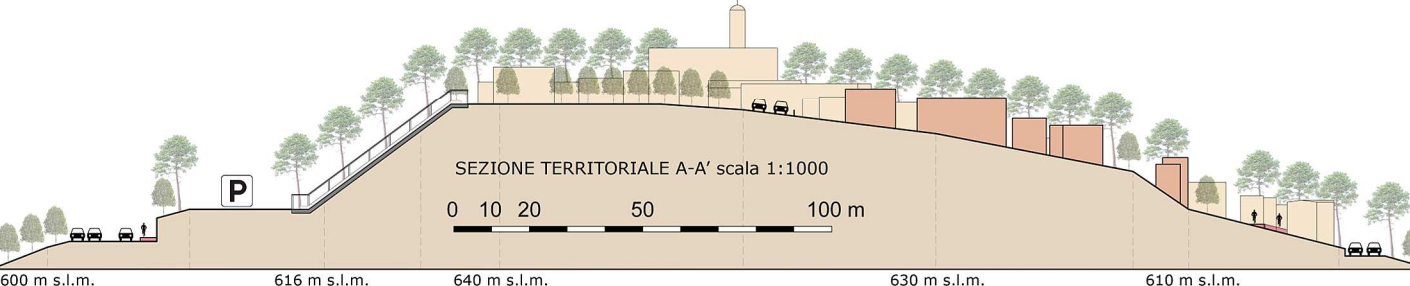 P
SEZIONE TERRITORIALE A-A' scala 1:1000
0 10 20 50 100 m
600 m s.l.m. 616 m s.l.m. 640 m s.l.m. 630 m s.l.m. 610 m s.l.m.